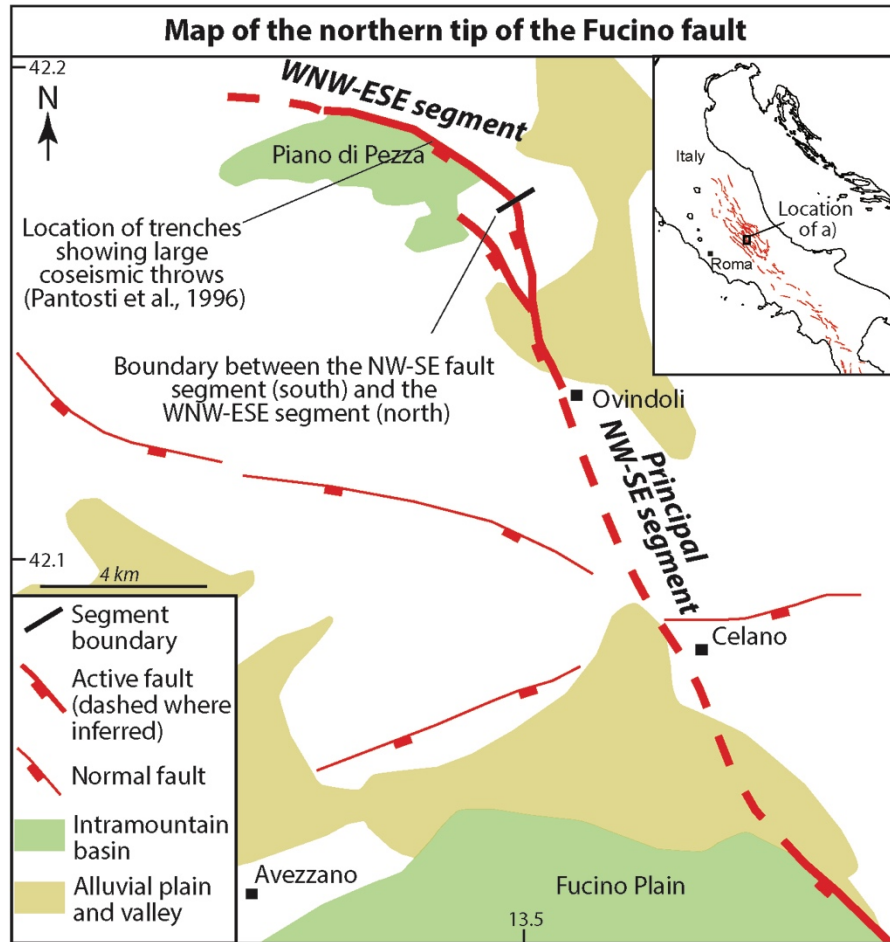 Map of the northern tip of the Fucino fault
42.2
N
WNW-ESE segment
Piano di Pezza
Location of trenches
showing large
coseismic throws
(Pantosti et al., 1996)
Boundary between the NW-SE fault
segment (south) and the
WNW-ESE segment (north)
Italy
Location
of a)
Roma
Ovindoli
Principal
NW-SE segment
42.1
4 km
Celano
Segment
boundary
Active fault
(dashed where
inferred)
Normal fault
Intramountain
basin
Alluvial plain
and valley
Avezzano
Fucino Plain
13.5